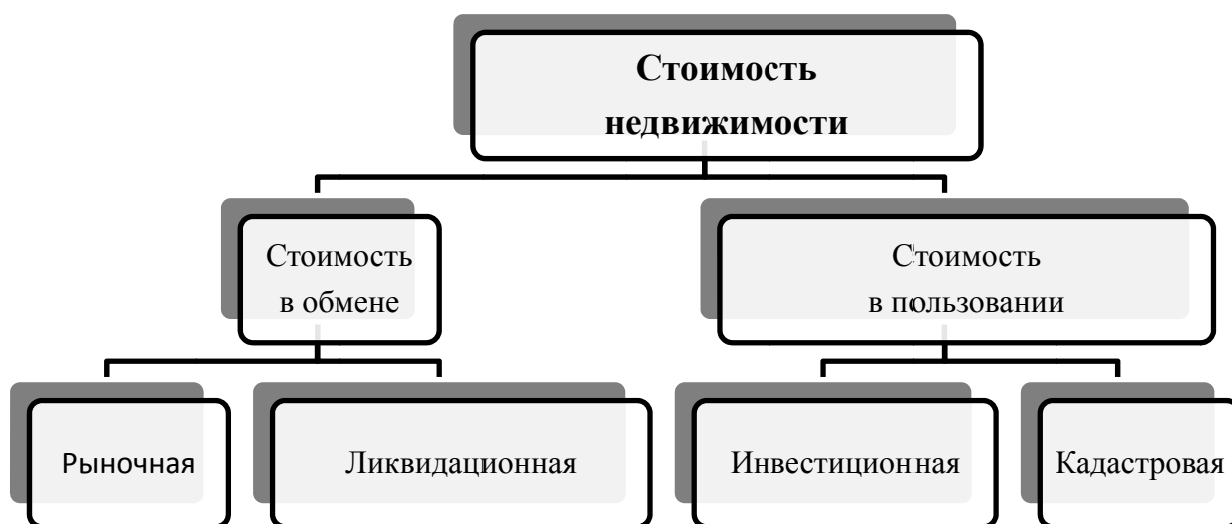 Стоимость
недвижимости
Стоимость
в обмене
Стоимость
в пользовании
Рыночная
Ликвидационная
Инвестиционная
Кадастровая